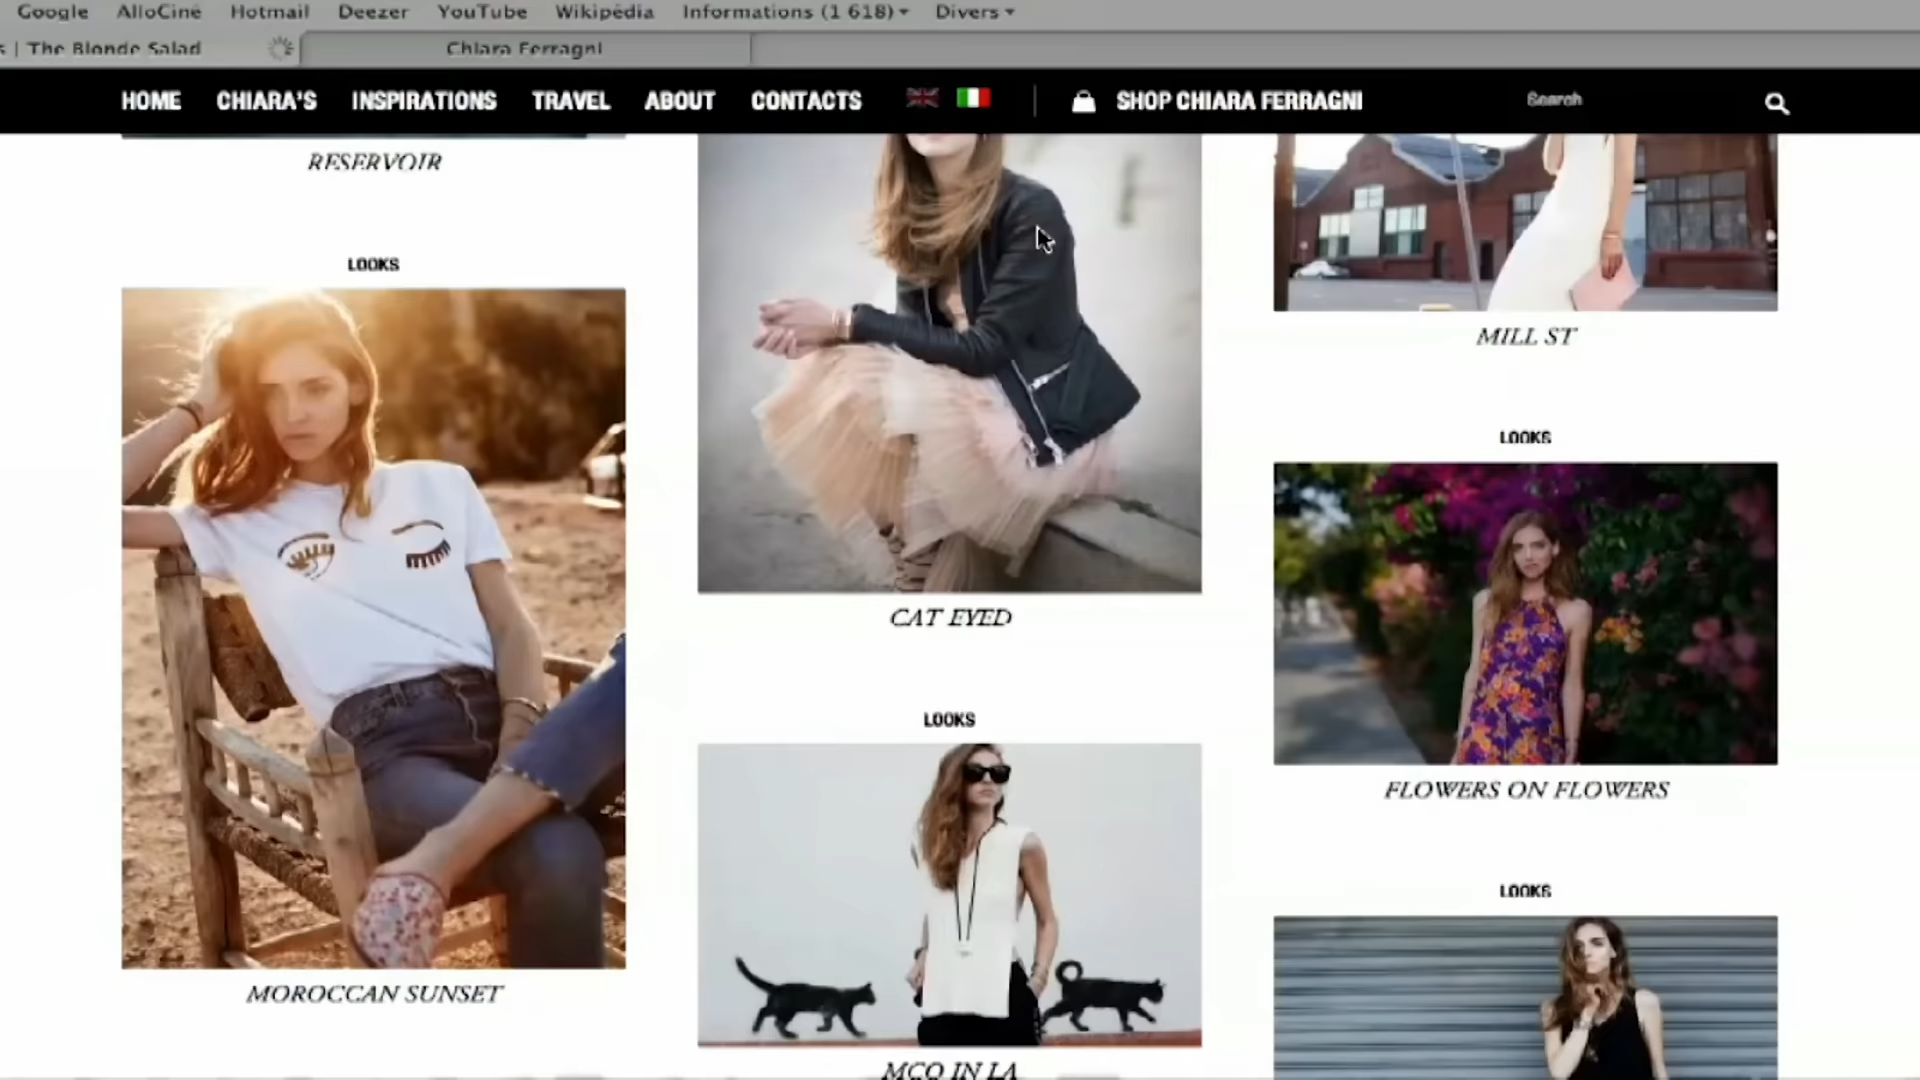 Google AlloCiné Hotmail Deezer YouTube Wikipédia Informations (1 618) Divers
s | The Blonde Salad Chiara Ferragni
HOME CHIARA'S INSPIRATIONS TRAVEL ABOUT CONTACTS SHOP CHIARA FERRAGNI Search
RESERVOIR
LOOKS
MOROCCAN SUNSET
CAT EYED
LOOKS
MCQ IN LA
MILL ST
LOOKS
FLOWERS ON FLOWERS
LOOKS